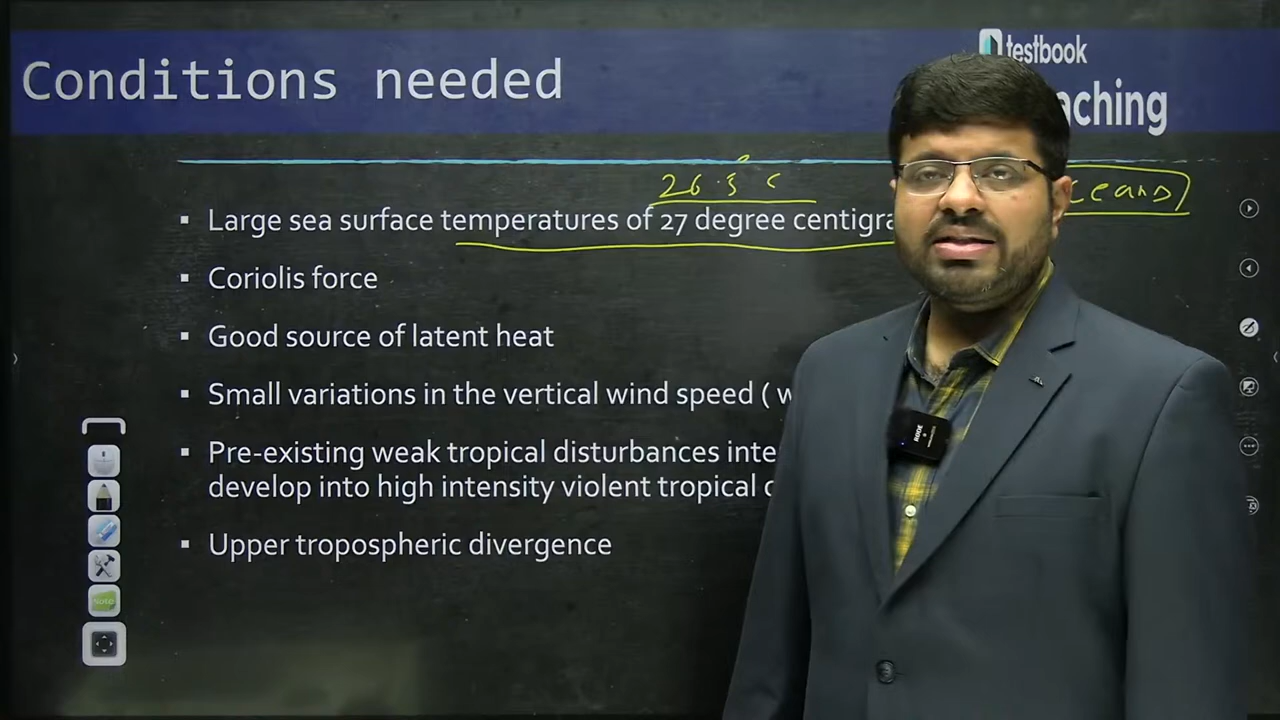 Conditions needed
testbook
aching
26.5°C
Large sea surface temperatures of 27 degree centigra
Coriolis force
Good source of latent heat
Small variations in the vertical wind speed ( w
Pre-existing weak tropical disturbances inte
develop into high intensity violent tropical
Upper tropospheric divergence
RØDE